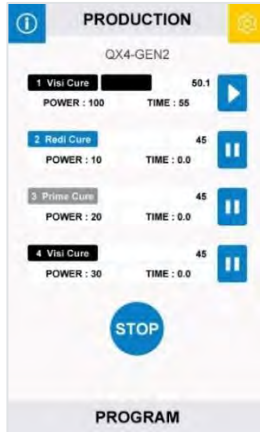 PRODUCTION
QX4-GEN2
1 Visi Cure 50.1
POWER : 100 TIME : 55
2 Redi Cure 45
POWER : 10 TIME : 0.0
3 Prime Cure 45
POWER : 20 TIME : 0.0
4 Visi Cure 45
POWER : 30 TIME : 0.0
STOP
PROGRAM